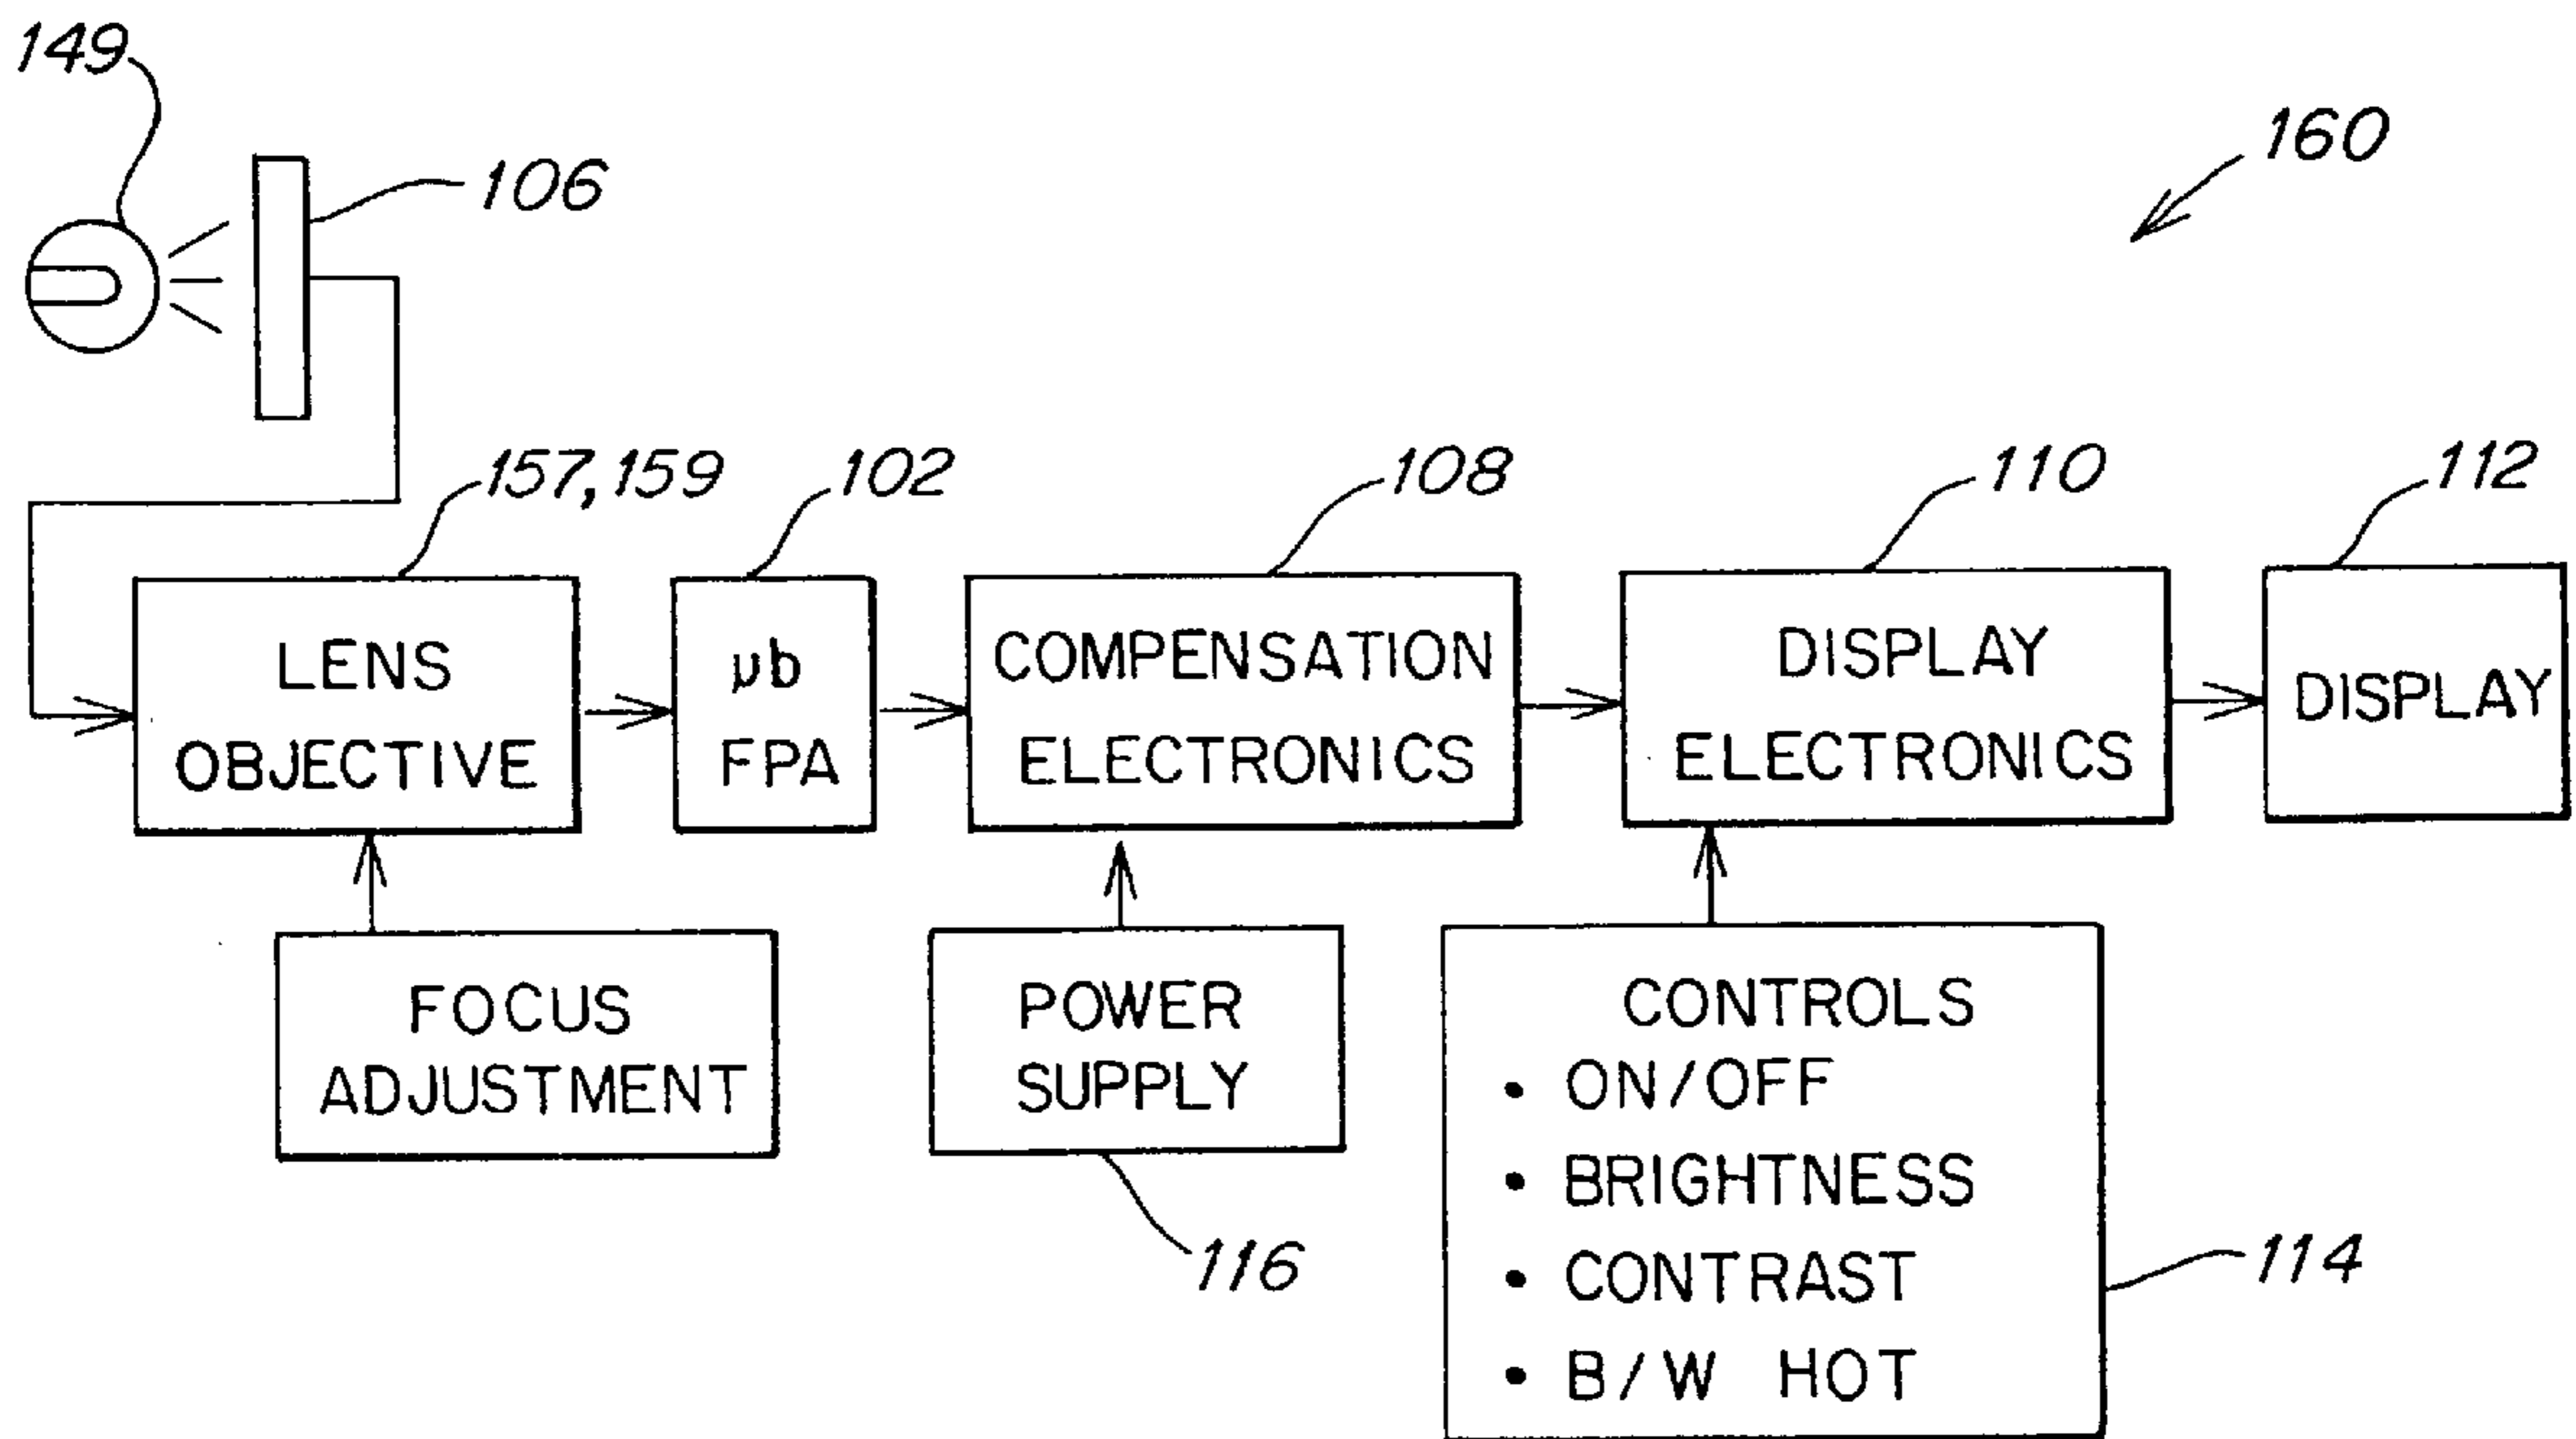 149
106
160
157, 159
102
108
110
112
LENS
OBJECTIVE
µb
FPA
COMPENSATION
ELECTRONICS
DISPLAY
ELECTRONICS
DISPLAY
FOCUS
ADJUSTMENT
POWER
SUPPLY
116
CONTROLS
• ON/OFF
• BRIGHTNESS
• CONTRAST
• B/W HOT
114